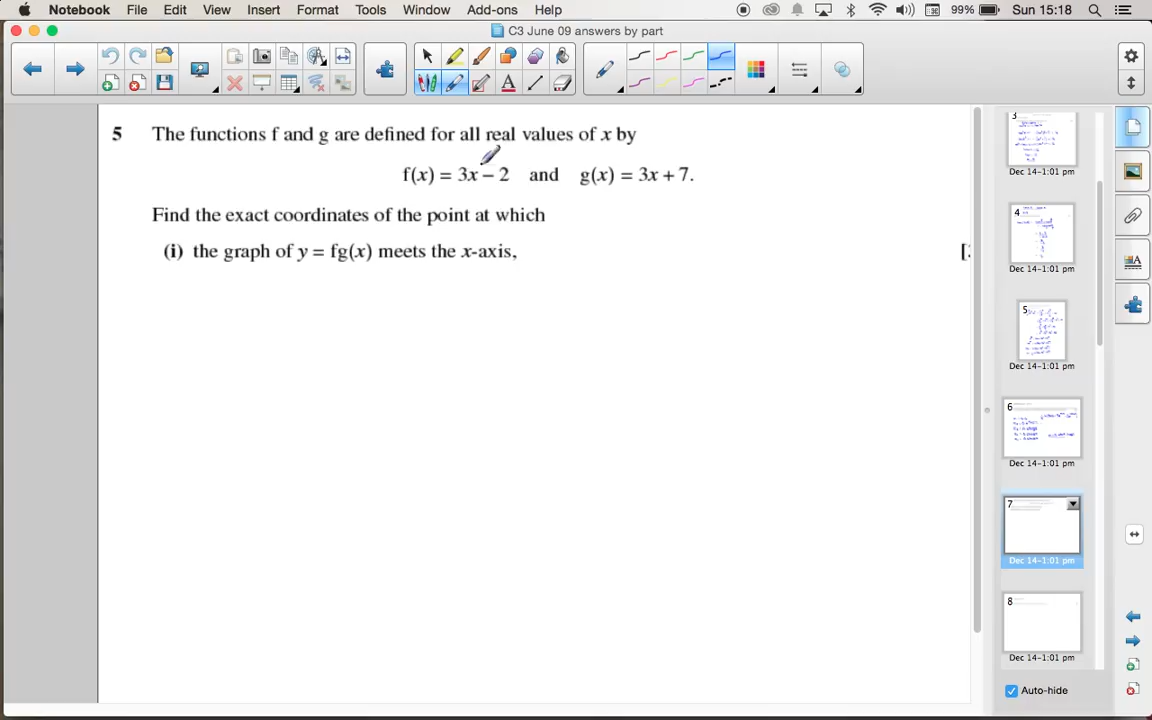 Notebook File Edit View Insert Format Tools Window Add-ons Help 99% Sun 15:18
C3 June 09 answers by part
5 The functions f and g are defined for all real values of x by
f(x) = 3x − 2 and g(x) = 3x + 7.
Find the exact coordinates of the point at which
(i) the graph of y = fg(x) meets the x-axis,
3
Dec 14-1:01 pm
4
Dec 14-1:01 pm
5
Dec 14-1:01 pm
6
Dec 14-1:01 pm
7
Dec 14-1:01 pm
8
Dec 14-1:01 pm
Auto-hide